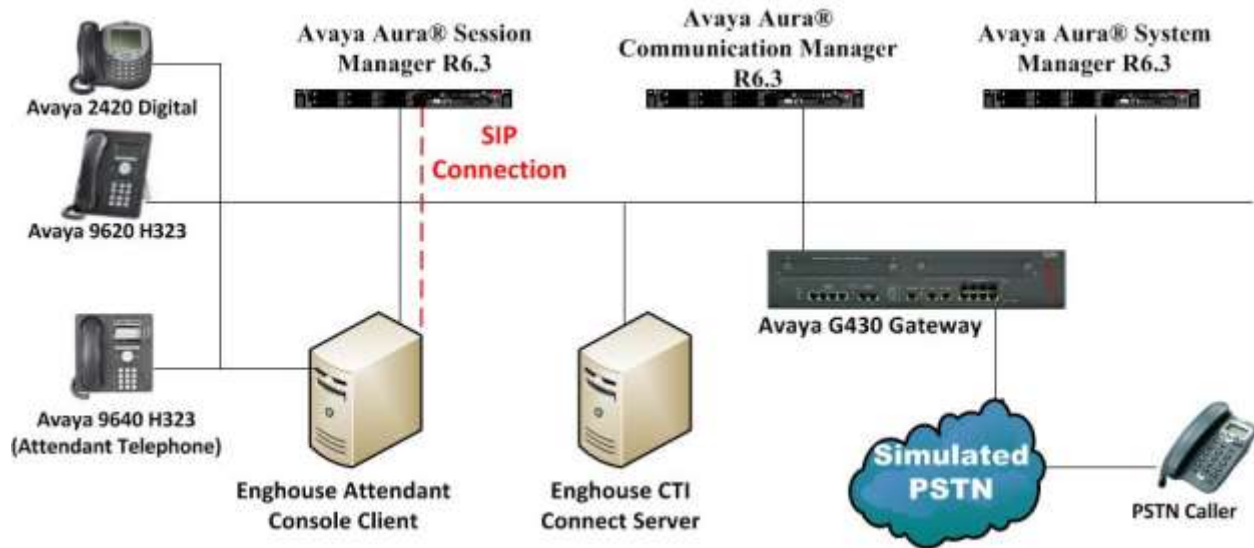 Avaya Aura® Session
Manager R6.3
Avaya Aura®
Communication Manager
R6.3
Avaya Aura® System
Manager R6.3
Avaya 2420 Digital
SIP
Connection
Avaya 9620 H323
Avaya G430 Gateway
Avaya 9640 H323
(Attendant Telephone)
Enghouse Attendant
Console Client
Enghouse CTI
Connect Server
Simulated
PSTN
PSTN Caller